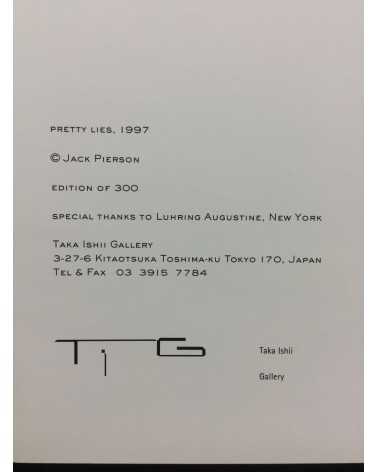 PRETTY LIES, 1997
© JACK PIERSON
EDITION OF 300
SPECIAL THANKS TO LUHRING AUGUSTINE, NEW YORK
TAKA ISHII GALLERY
3-27-6 KITAOTSUKA TOSHIMA-KU TOKYO 170, JAPAN
TEL & FAX 03 3915 7784
TiG
Taka Ishii
Gallery